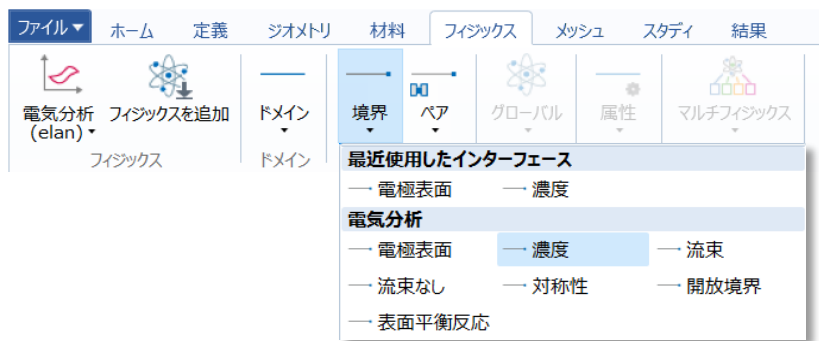 ファイル▼ ホーム 定義 ジオメトリ 材料 フィジックス メッシュ スタディ 結果
電気分析 フィジックスを追加 ドメイン 境界 ペア グローバル 属性 マルチフィジックス
(elan)
フィジックス ドメイン
最近使用したインターフェース
電極表面 濃度
電気分析
電極表面 濃度 流束
流束なし 対称性 開放境界
表面平衡反応